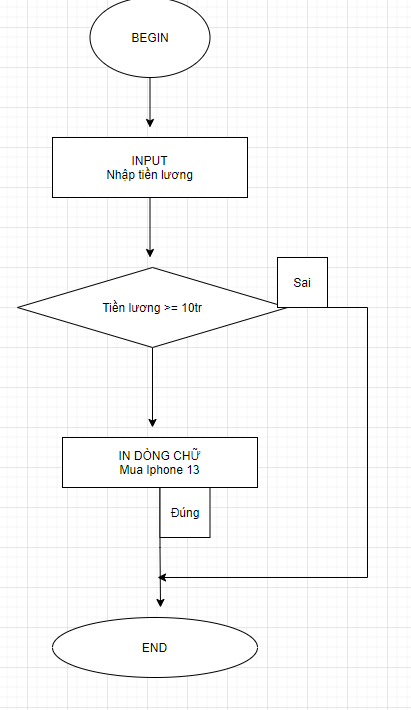 BEGIN
INPUT
Nhập tiền lương
Sai
Tiền lương >= 10tr
IN DÒNG CHỮ
Mua Iphone 13
Đúng
END